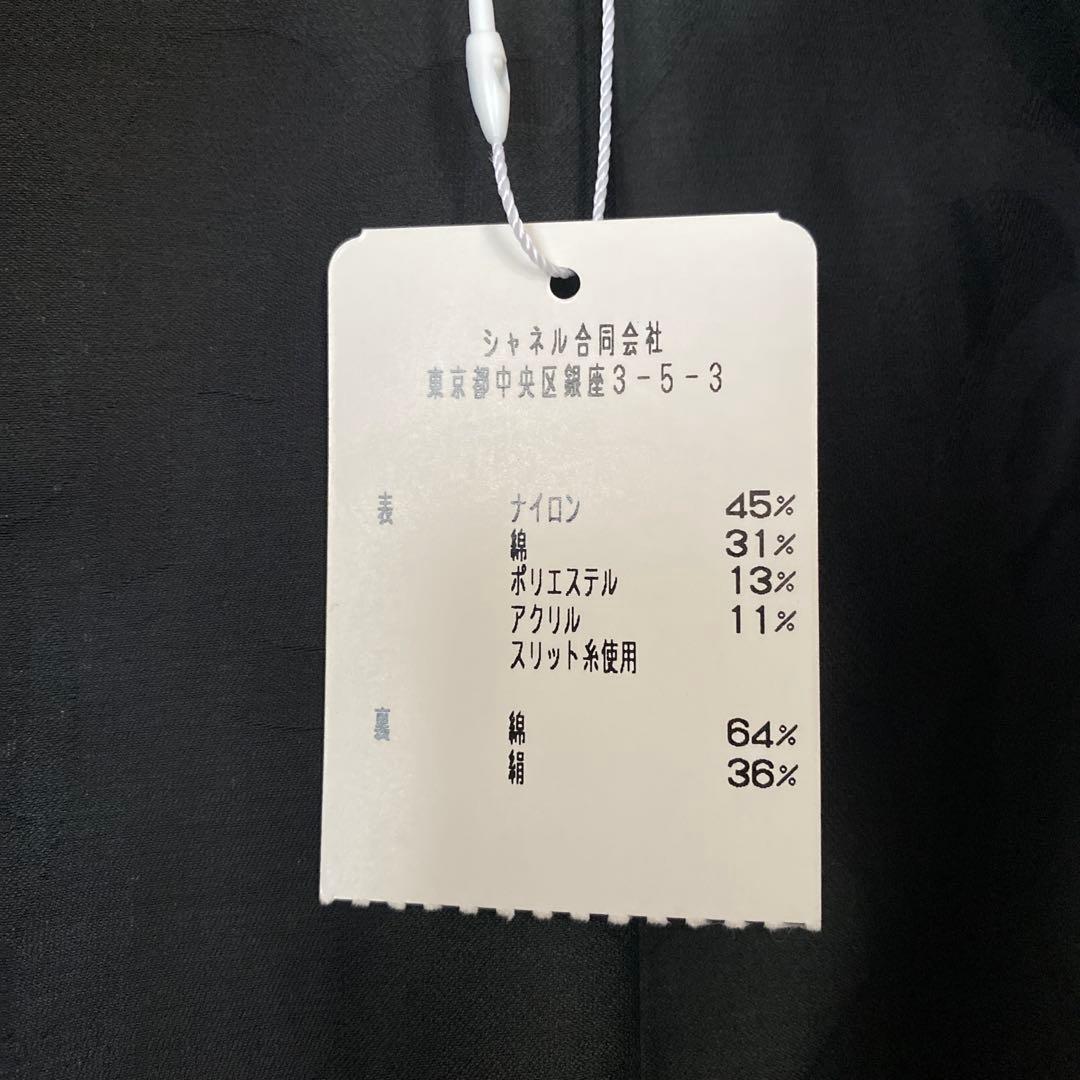 シャネル合同会社
東京都中央区銀座3-5-3
表 ナイロン 45%
綿 31%
ポリエステル 13%
アクリル 11%
スリット糸使用
裏 綿 64%
絹 36%